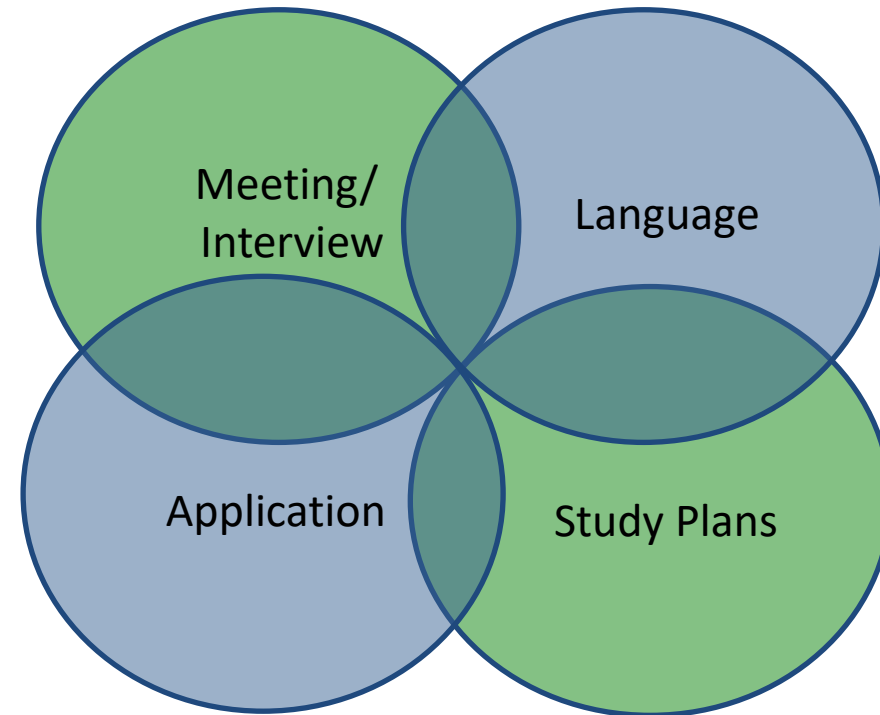 Meeting/
Interview
Language
Application
Study Plans